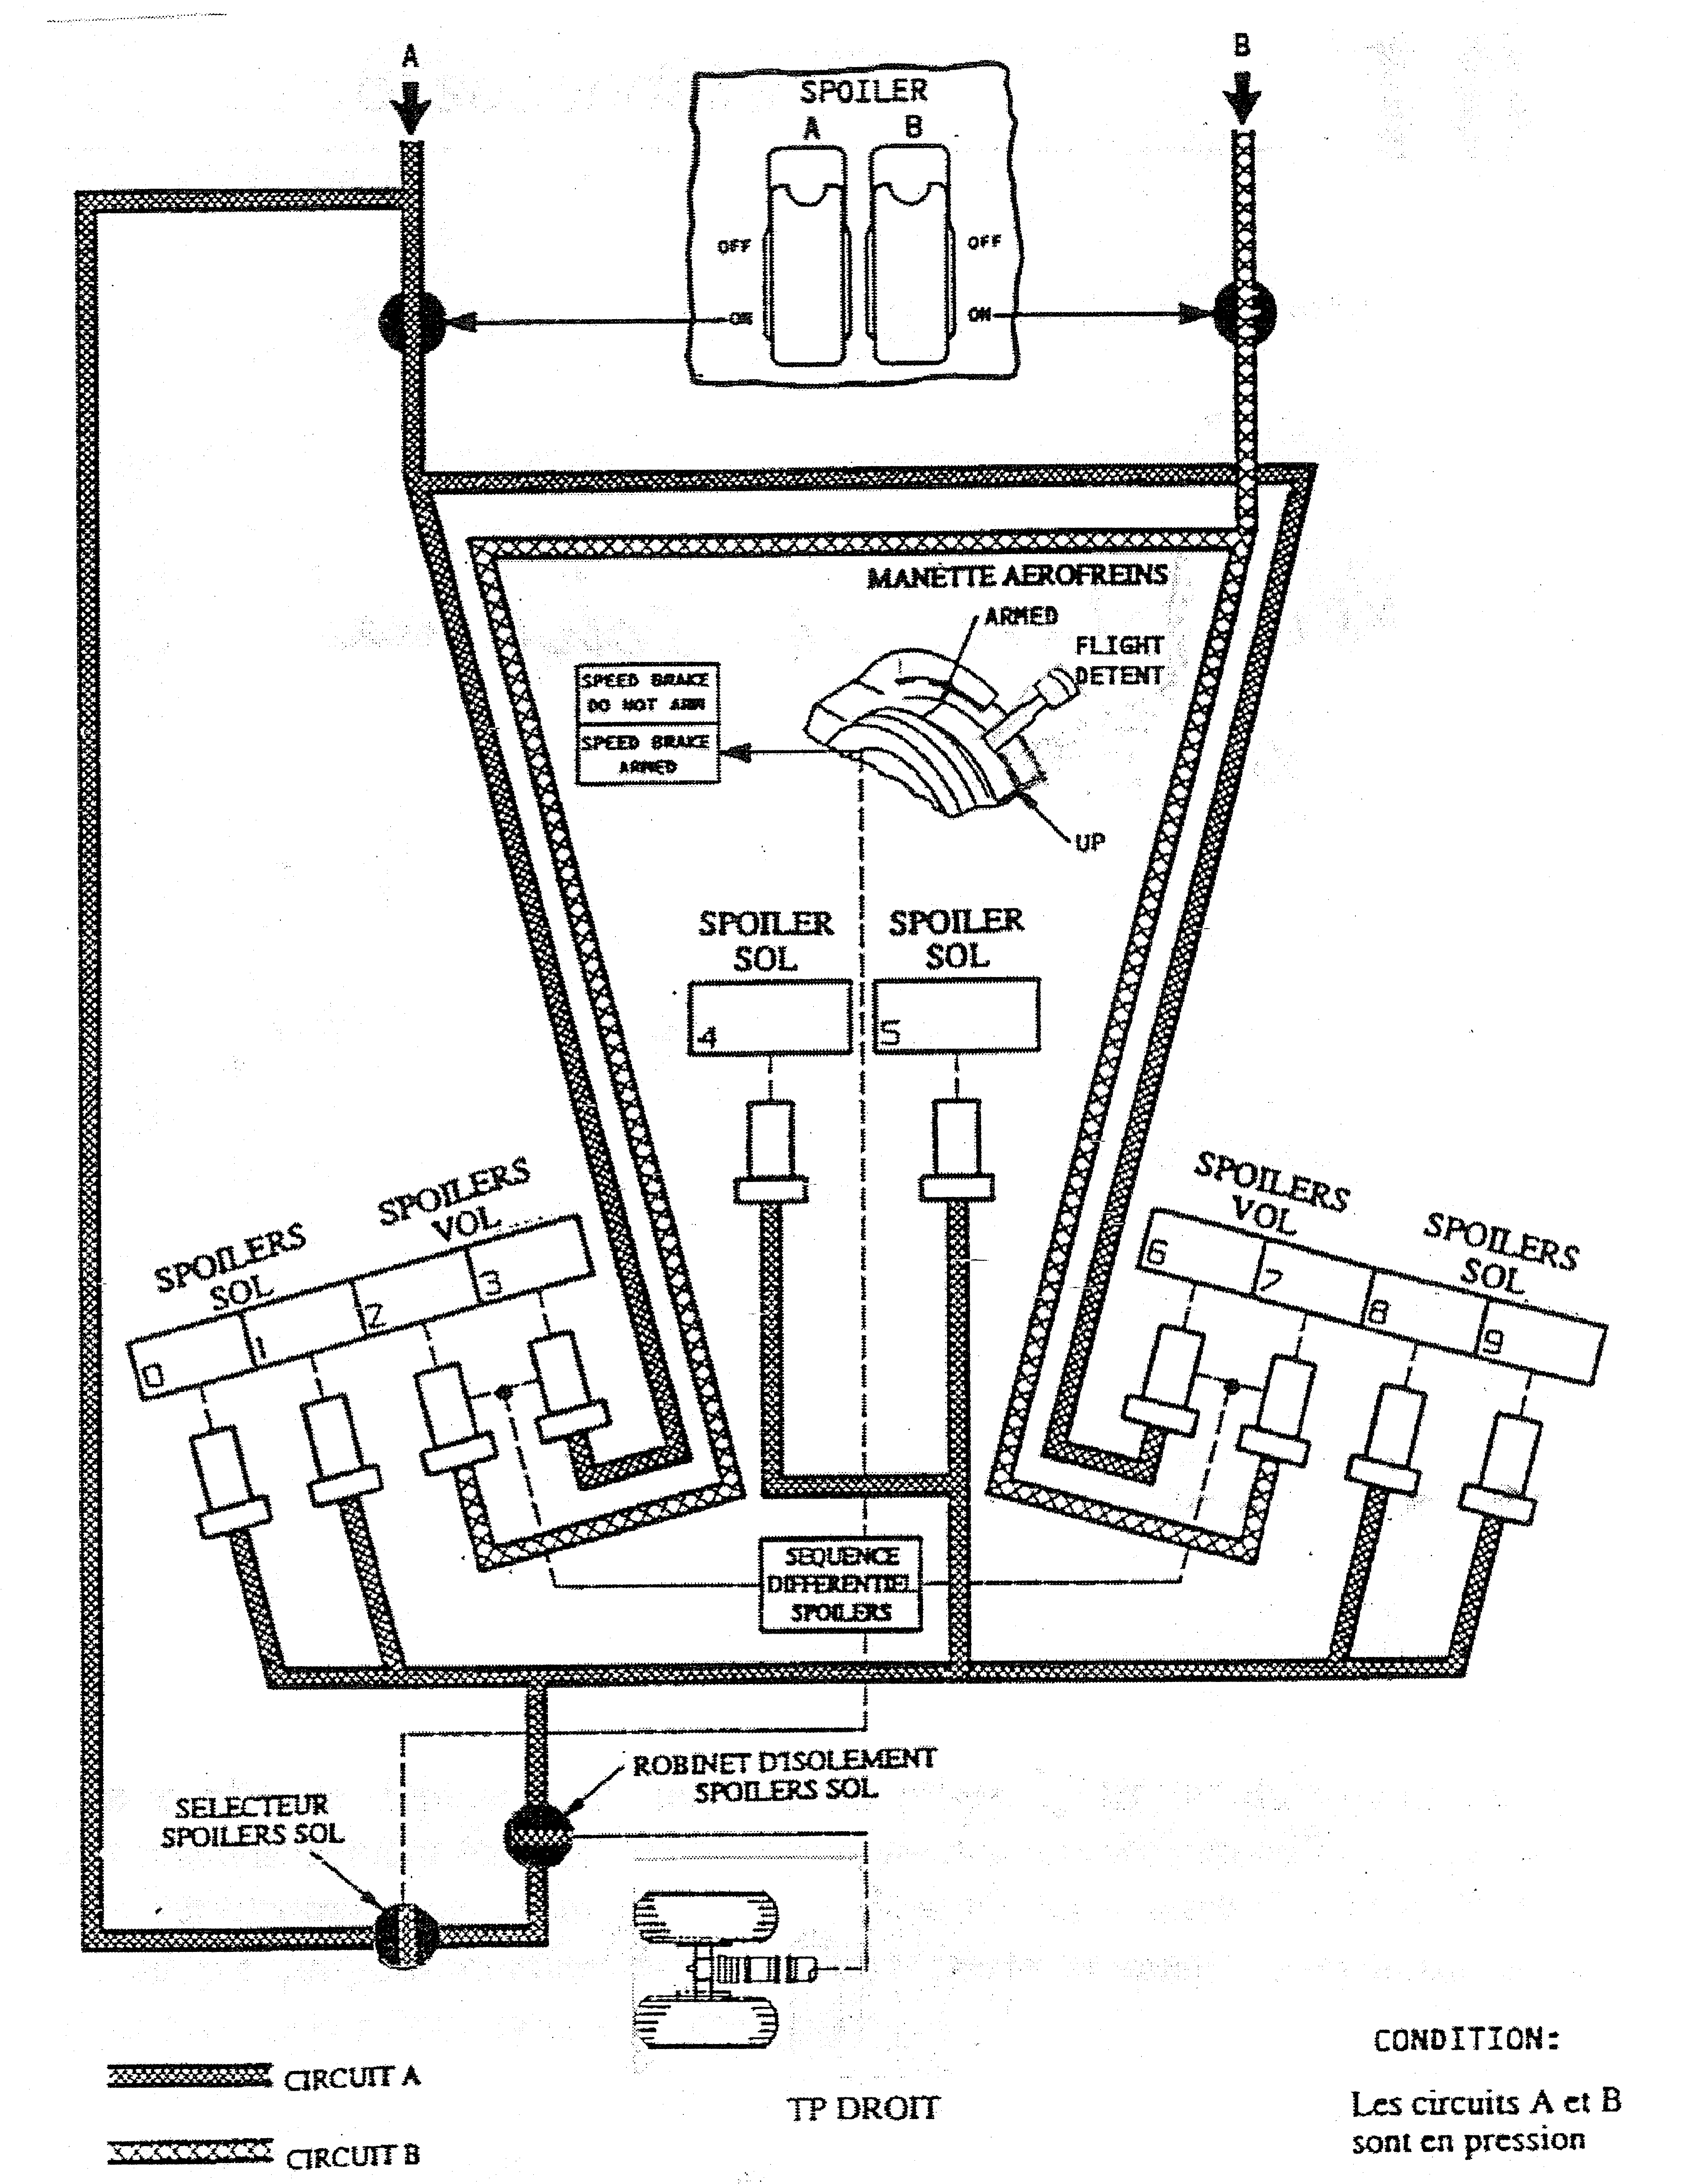 A
B
SPOILER
A
B
OFF
OFF
ON
ON
MANETTE AEROFREINS
ARMED
FLIGHT
DETENT
SPEED BRAKE
DO NOT ARM
SPEED BRAKE
ARMED
UP
SPOILER
SOL
SPOILER
SOL
4
5
SPOILERS
VOL
SPOILERS
SOL
0
1
2
3
SPOILERS
VOL
SPOILERS
SOL
6
7
8
9
SEQUENCE
DIFFERENTIEL
SPOILERS
ROBINET D'ISOLEMENT
SPOILERS SOL
SELECTEUR
SPOILERS SOL
CIRCUIT A
CIRCUIT B
TP DROIT
CONDITION:
Les circuits A et B
sont en pression